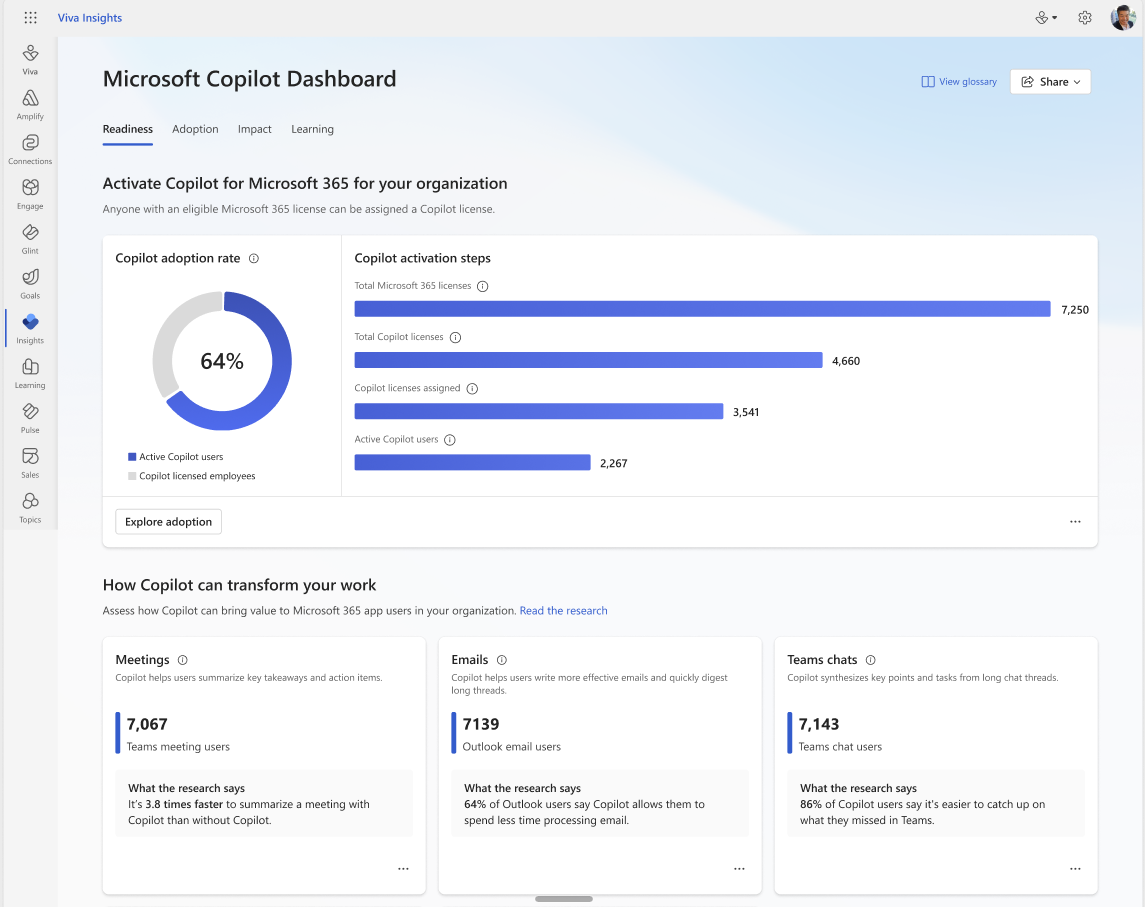 Viva Insights
Viva
Amplify
Connections
Engage
Glint
Goals
Insights
Learning
Pulse
Sales
Topics
Microsoft Copilot Dashboard
View glossary
Share
Readiness
Adoption
Impact
Learning
Activate Copilot for Microsoft 365 for your organization
Anyone with an eligible Microsoft 365 license can be assigned a Copilot license.
Copilot adoption rate
64%
Active Copilot users
Copilot licensed employees
Copilot activation steps
Total Microsoft 365 licenses
7,250
Total Copilot licenses
4,660
Copilot licenses assigned
3,541
Active Copilot users
2,267
Explore adoption
How Copilot can transform your work
Assess how Copilot can bring value to Microsoft 365 app users in your organization. Read the research
Meetings
Copilot helps users summarize key takeaways and action items.
7,067
Teams meeting users
What the research says
It's 3.8 times faster to summarize a meeting with
Copilot than without Copilot.
Emails
Copilot helps users write more effective emails and quickly digest
long threads.
7139
Outlook email users
What the research says
64% of Outlook users say Copilot allows them to
spend less time processing email.
Teams chats
Copilot synthesizes key points and tasks from long chat threads.
7,143
Teams chat users
What the research says
86% of Copilot users say it's easier to catch up on
what they missed in Teams.